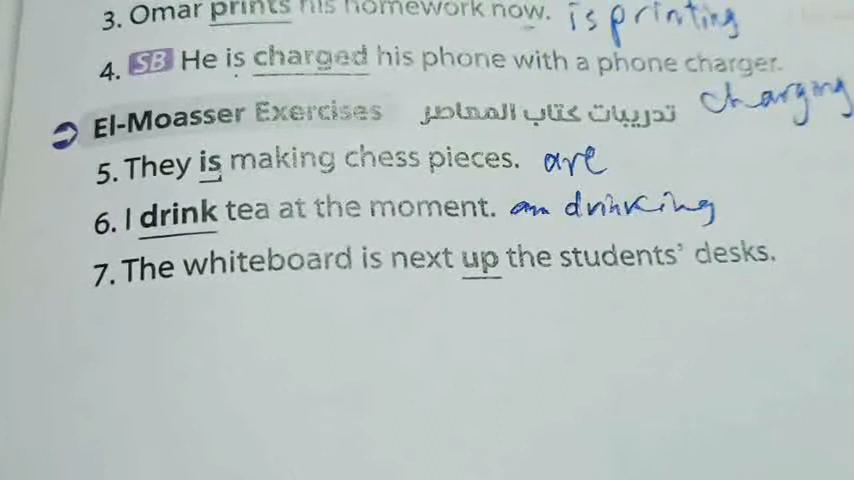 3. Omar prints his homework now. is printing
4. SB He is charged his phone with a phone charger. charging
El-Moasser Exercises تدريبات كتاب المعاصر
5. They is making chess pieces. are
6. I drink tea at the moment. am drinking
7. The whiteboard is next up the students' desks.